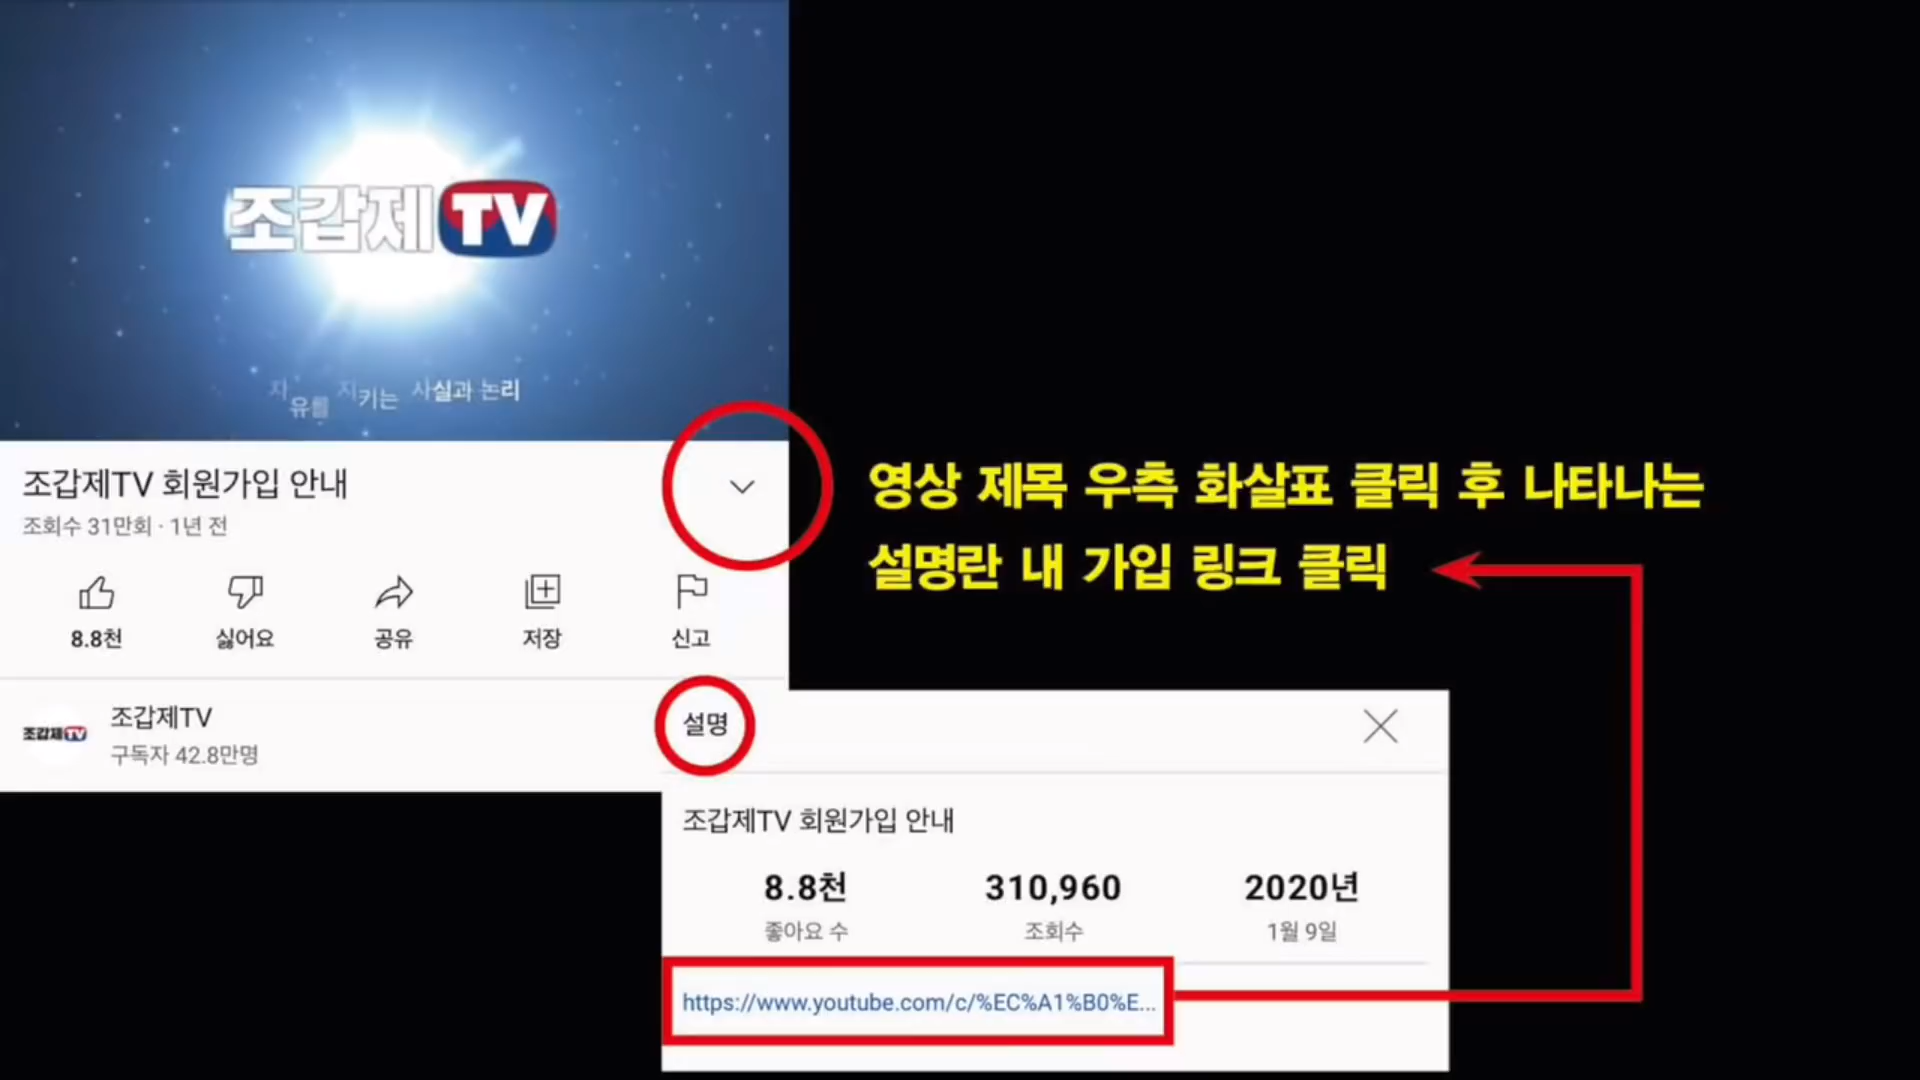 조갑제TV
자유를 지키는 사실과 논리
조갑제TV 회원가입 안내
조회수 31만회 · 1년 전
8.8천
싫어요
공유
저장
신고
조갑제TV
조갑제TV
구독자 42.8만명
영상 제목 우측 화살표 클릭 후 나타나는
설명란 내 가입 링크 클릭
설명
조갑제TV 회원가입 안내
8.8천
310,960
2020년
좋아요 수
조회수
1월 9일
https://www.youtube.com/c/%EC%A1%B0%E...